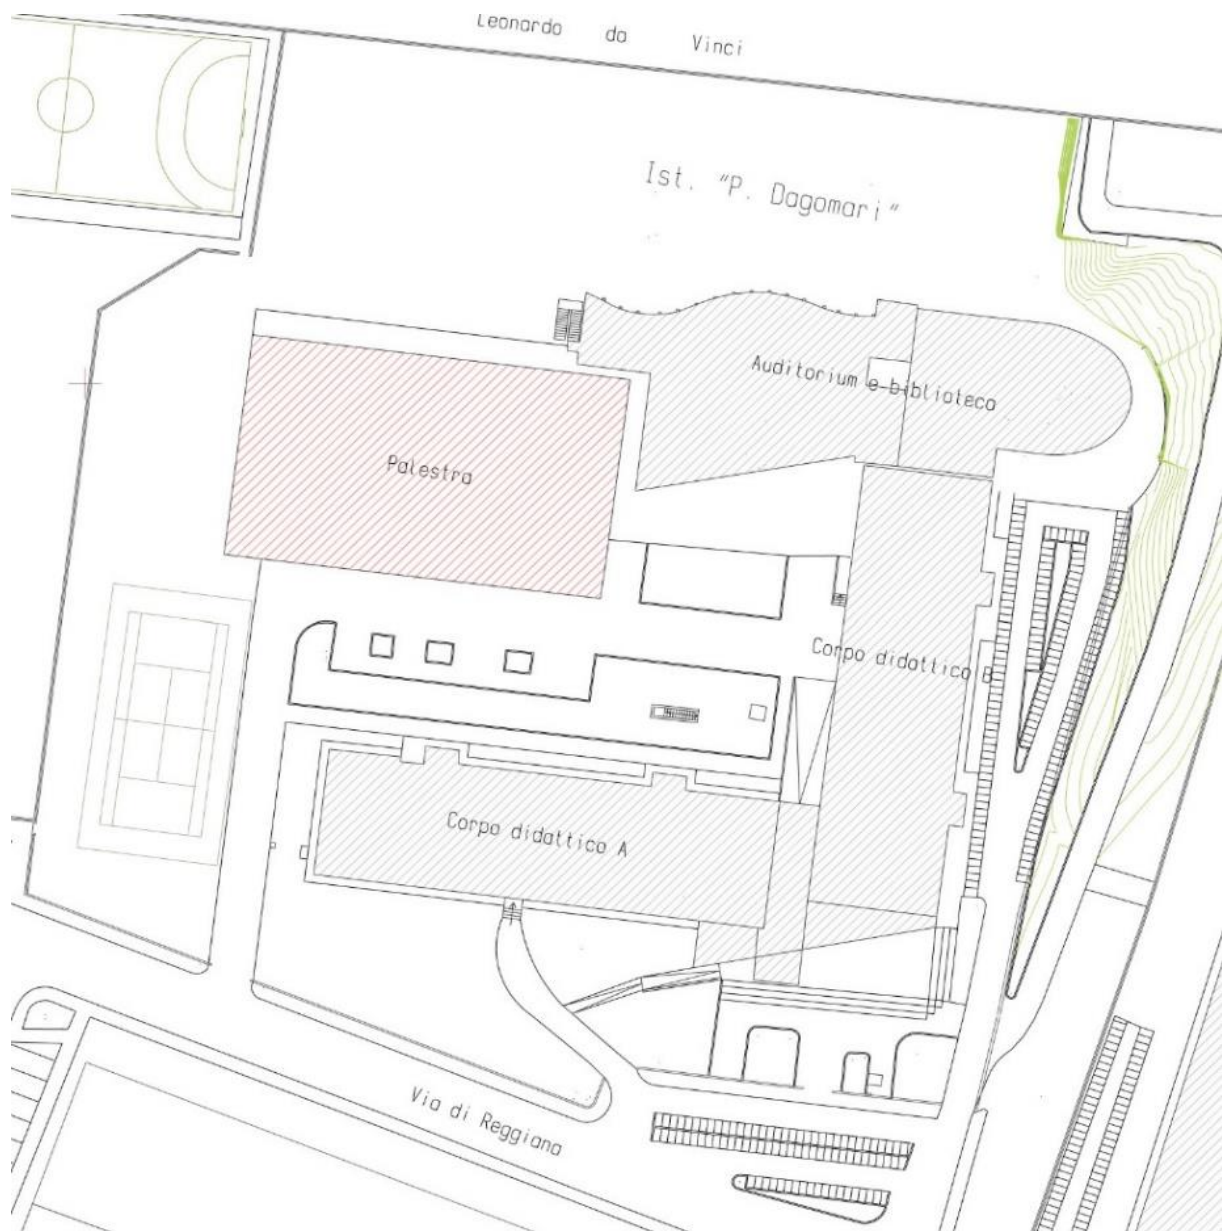 Leonardo da Vinci
Ist. "P. Dagomari"
Auditorium e biblioteca
Palestra
Corpo didattico B
Corpo didattico A
Via di Reggiana